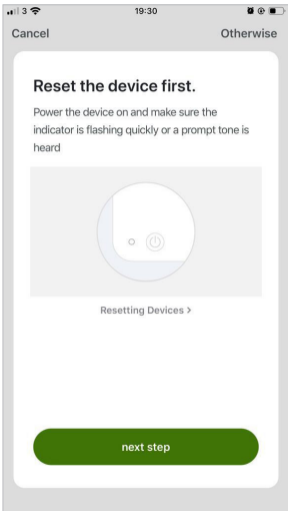 3 19:30
Cancel Otherwise
Reset the device first.
Power the device on and make sure the
indicator is flashing quickly or a prompt tone is
heard
Resetting Devices >
next step